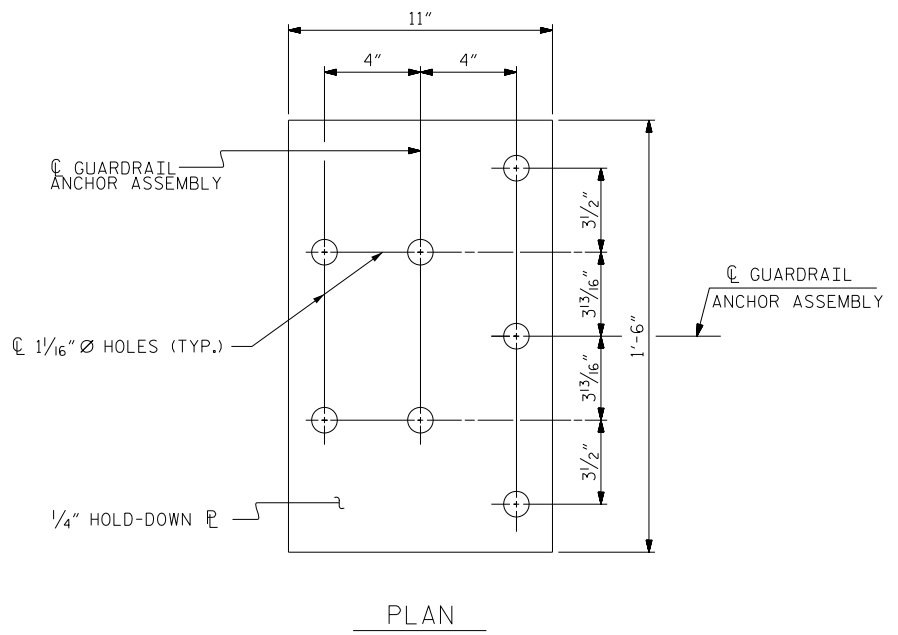 11"
4" 4"
℄ GUARDRAIL
ANCHOR ASSEMBLY
3 1/2"
3 13/16"
℄ GUARDRAIL
ANCHOR ASSEMBLY
1'-6"
℄ 1 1/16" Ø HOLES (TYP.)
3 13/16"
3 1/2"
1/4" HOLD-DOWN ⅊
PLAN